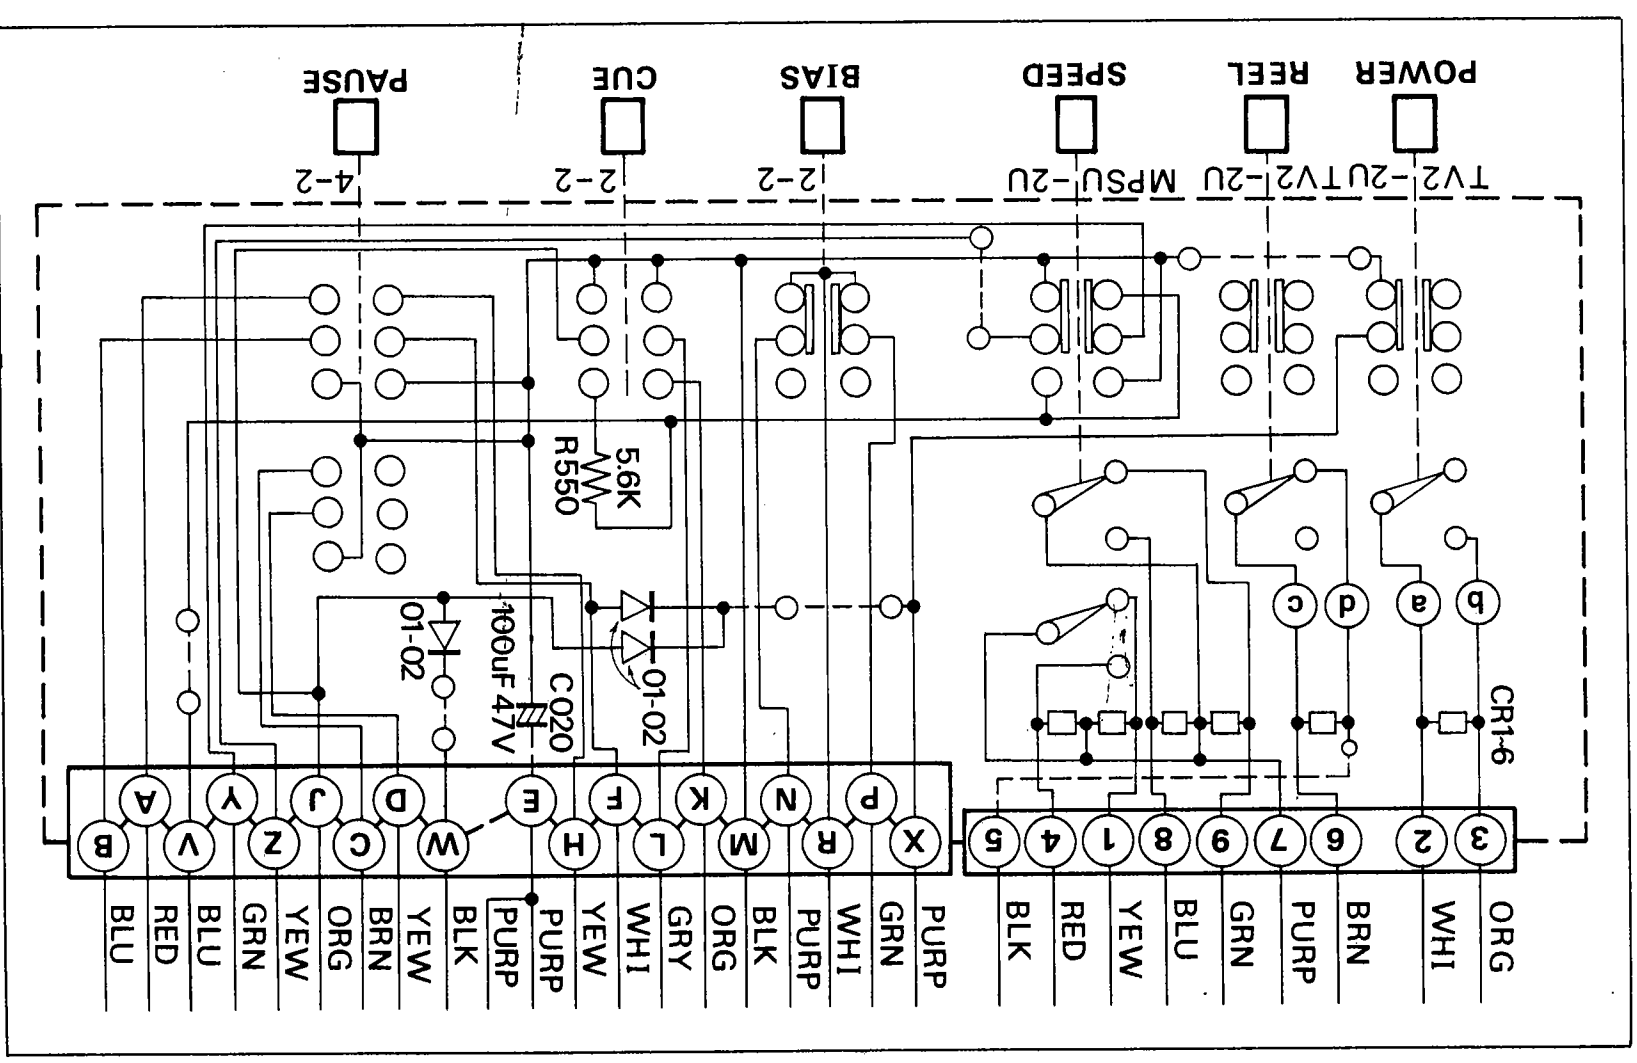 PAUSE
CUE
BIAS
SPEED
REEL
POWER
4-2
2-2
2-2
MPSU-2U
TV2-2U
TV2-2U
5.6K
R550
01-02
100uF 47V
C020
01-02
c
d
a
b
CR1-6
B
A
V
Y
Z
J
C
D
W
E
H
F
L
K
M
N
R
P
X
5
4
1
8
9
7
6
2
3
BLU
RED
BLU
GRN
YEW
ORG
BRN
YEW
BLK
PURP
PURP
YEW
WHI
GRY
ORG
BLK
PURP
WHI
GRN
PURP
BLK
RED
YEW
BLU
GRN
PURP
BRN
WHI
ORG